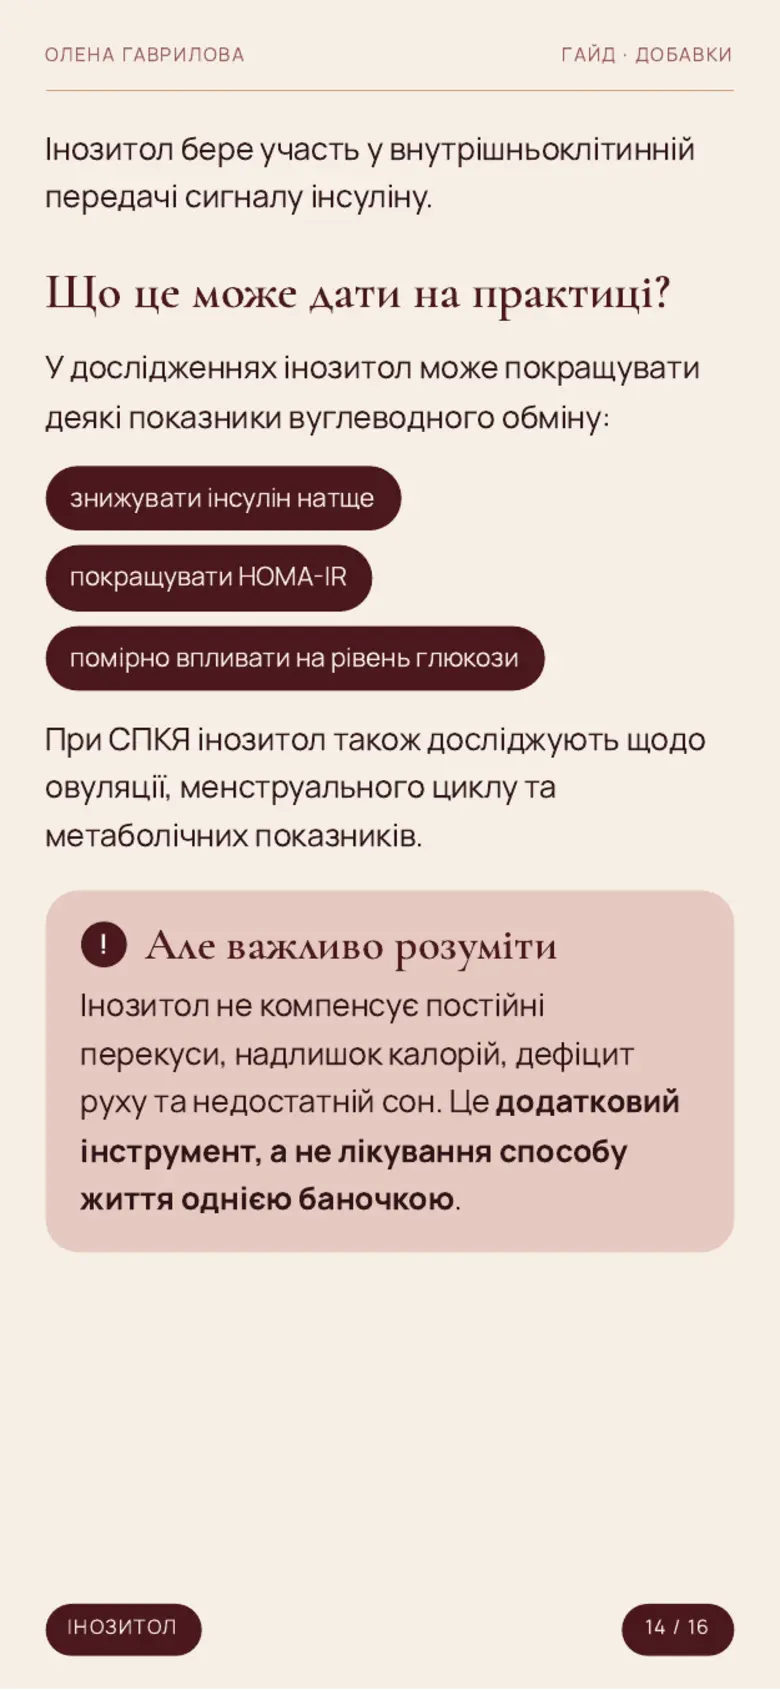 ОЛЕНА ГАВРИЛОВА
ГАЙД · ДОБАВКИ
Інозитол бере участь у внутрішньоклітинній
передачі сигналу інсуліну.
Що це може дати на практиці?
У дослідженнях інозитол може покращувати
деякі показники вуглеводного обміну:
знижувати інсулін натще
покращувати HOMA-IR
помірно впливати на рівень глюкози
При СПКЯ інозитол також досліджують щодо
овуляції, менструального циклу та
метаболічних показників.
! Але важливо розуміти
Інозитол не компенсує постійні
перекуси, надлишок калорій, дефіцит
руху та недостатній сон. Це додатковий
інструмент, а не лікування способу
життя однією баночкою.
ІНОЗИТОЛ
14 / 16